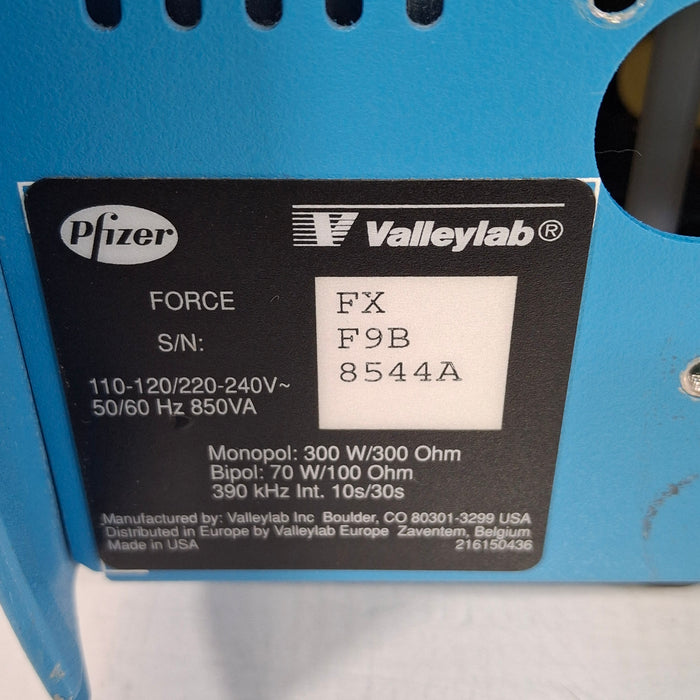 Pfizer
Valleylab®
FORCE FX
S/N: F9B
8544A
110-120/220-240V~
50/60 Hz 850VA
Monopol: 300 W/300 Ohm
Bipol: 70 W/100 Ohm
390 kHz Int. 10s/30s
Manufactured by: Valleylab Inc Boulder, CO 80301-3299 USA
Distributed in Europe by Valleylab Europe Zaventem, Belgium
Made in USA 216150436